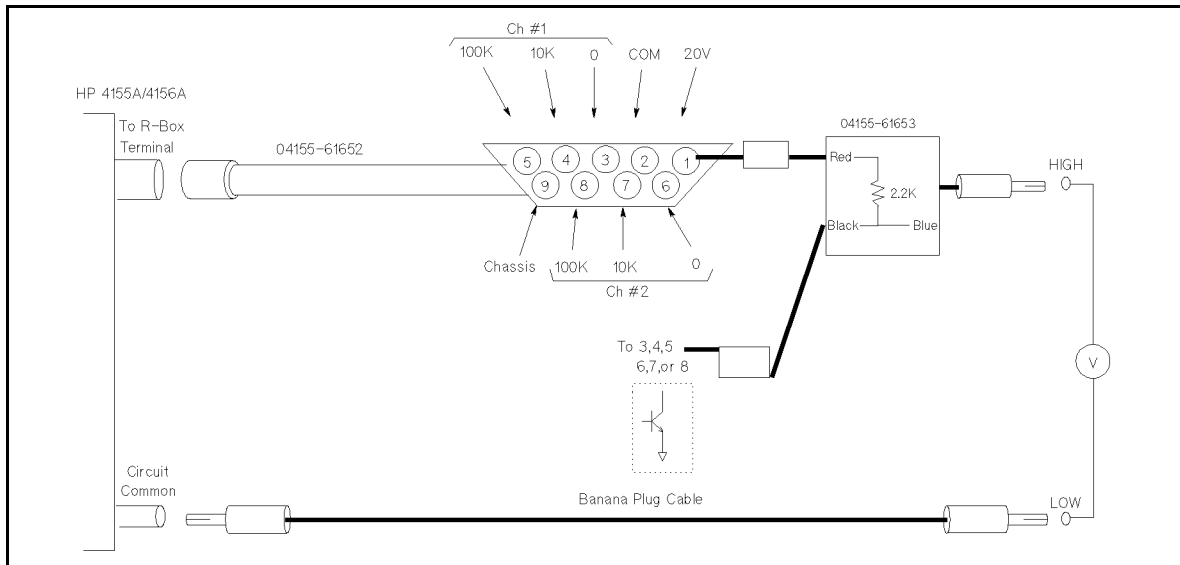 Ch #1
100K 10K 0 COM 20V
HP 4155A/4156A
To R-Box
Terminal
04155-61652
5 4 3 2 1
9 8 7 6
04155-61653
Red
2.2K
Black Blue
HIGH
Chassis 100K 10K 0
Ch #2
To 3,4,5
6,7,or 8
V
Circuit
Common
Banana Plug Cable
LOW